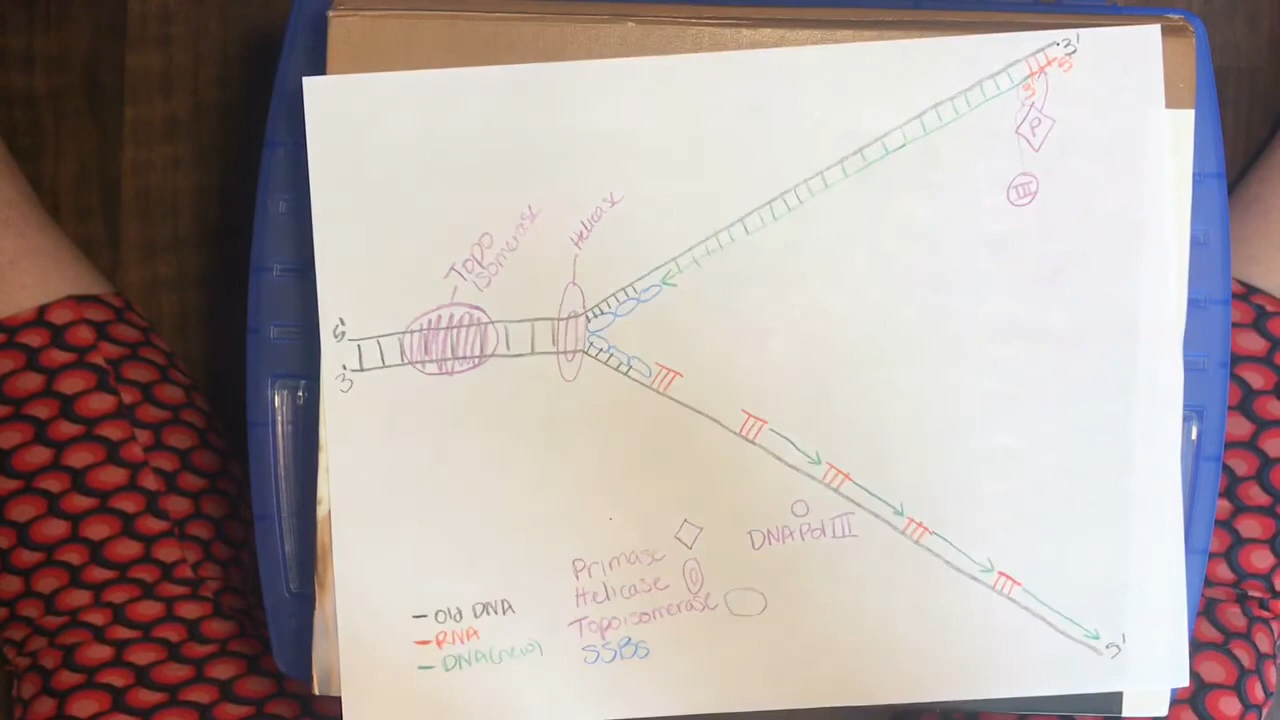 3'
5'
3'
P
III
Topo
isomerase
Helicase
5'
3'
DNA Pol III
Primase
Helicase
Topoisomerase
SSBs
- Old DNA
- RNA
- DNA(new)
5'